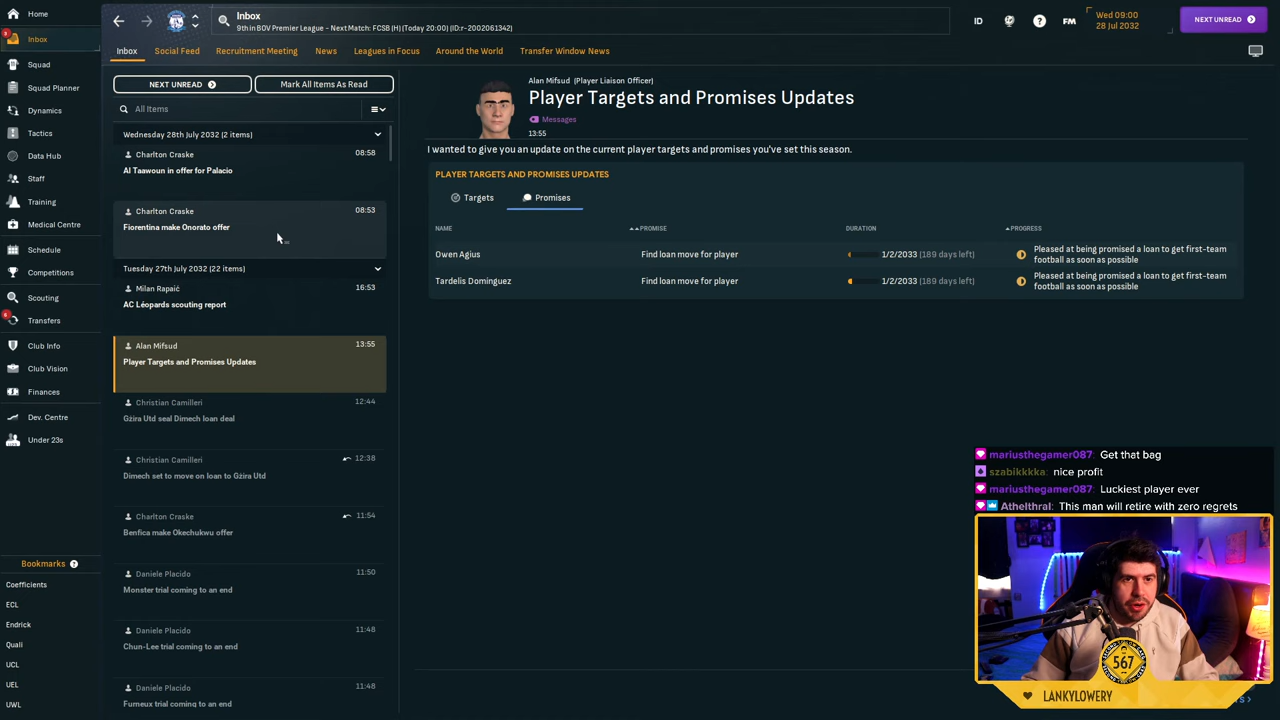 Home
3
Inbox
Squad
Squad Planner
Dynamics
Tactics
Data Hub
Staff
Training
Medical Centre
Schedule
Competitions
Scouting
6
Transfers
Club Info
Club Vision
Finances
Dev. Centre
Under 23s
Bookmarks ?
Coefficients
ECL
Endrick
Quali
UCL
UEL
UWL
Inbox
9th in BOV Premier League - Next Match: FCSB (H) (Today 20:00) (ID:r-2002061342)
ID
?
FM
Wed 09:00
28 Jul 2032
NEXT UNREAD
Inbox
Social Feed
Recruitment Meeting
News
Leagues in Focus
Around the World
Transfer Window News
NEXT UNREAD
Mark All Items As Read
All Items
Wednesday 28th July 2032 (2 items)
Charlton Craske 08:58
Al Taawoun in offer for Palacio
Charlton Craske 08:53
Fiorentina make Onorato offer
Tuesday 27th July 2032 (22 items)
Milan Rapaić 16:53
AC Léopards scouting report
Alan Mifsud 13:55
Player Targets and Promises Updates
Christian Camilleri 12:44
Gżira Utd seal Dimech loan deal
Christian Camilleri 12:38
Dimech set to move on loan to Gżira Utd
Charlton Craske 11:54
Benfica make Okechukwu offer
Daniele Placido 11:50
Monster trial coming to an end
Daniele Placido 11:48
Chun-Lee trial coming to an end
Daniele Placido 11:48
Furneux trial coming to an end
Alan Mifsud (Player Liaison Officer)
Player Targets and Promises Updates
Messages
13:55
I wanted to give you an update on the current player targets and promises you've set this season.
PLAYER TARGETS AND PROMISES UPDATES
Targets
Promises
NAME PROMISE DURATION PROGRESS
Owen Agius Find loan move for player 1/2/2033 (189 days left) Pleased at being promised a loan to get first-team
football as soon as possible
Tardelis Dominguez Find loan move for player 1/2/2033 (189 days left) Pleased at being promised a loan to get first-team
football as soon as possible
mariusthegamer087: Get that bag
szabikkkka: nice profit
mariusthegamer087: Luckiest player ever
Athelthral: This man will retire with zero regrets
567
LANKYLOWERY